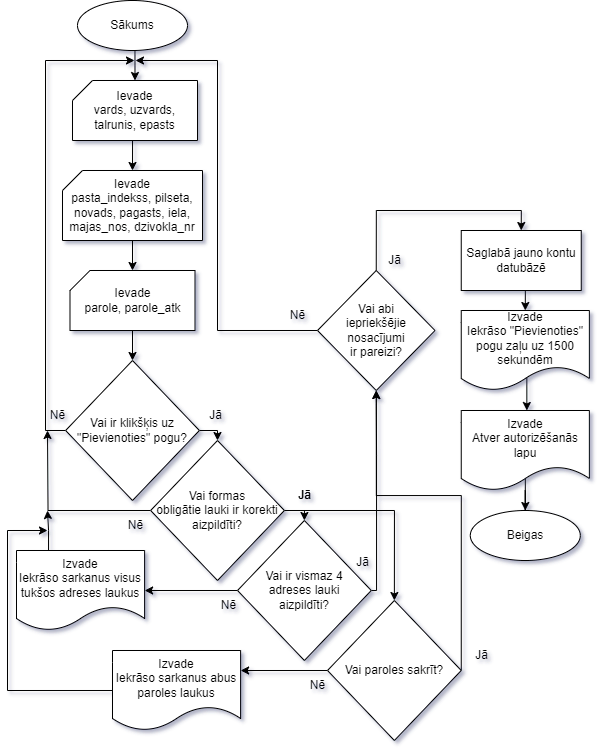 Sākums
Ievade
vards, uzvards,
talrunis, epasts
Ievade
pasta_indekss, pilseta,
novads, pagasts, iela,
majas_nos, dzivokla_nr
Ievade
parole, parole_atk
Vai ir klikšķis uz
"Pievienoties" pogu?
Nē
Jā
Vai formas
obligātie lauki ir korekti
aizpildīti?
Nē
Jā
Vai ir vismaz 4
adreses lauki
aizpildīti?
Nē
Jā
Izvade
Iekrāso sarkanus visus
tukšos adreses laukus
Vai paroles sakrīt?
Nē
Jā
Izvade
Iekrāso sarkanus abus
paroles laukus
Vai abi
iepriekšējie
nosacījumi
ir pareizi?
Nē
Jā
Saglabā jauno kontu
datubāzē
Izvade
Iekrāso "Pievienoties"
pogu zaļu uz 1500
sekundēm
Izvade
Atver autorizēšanās
lapu
Beigas